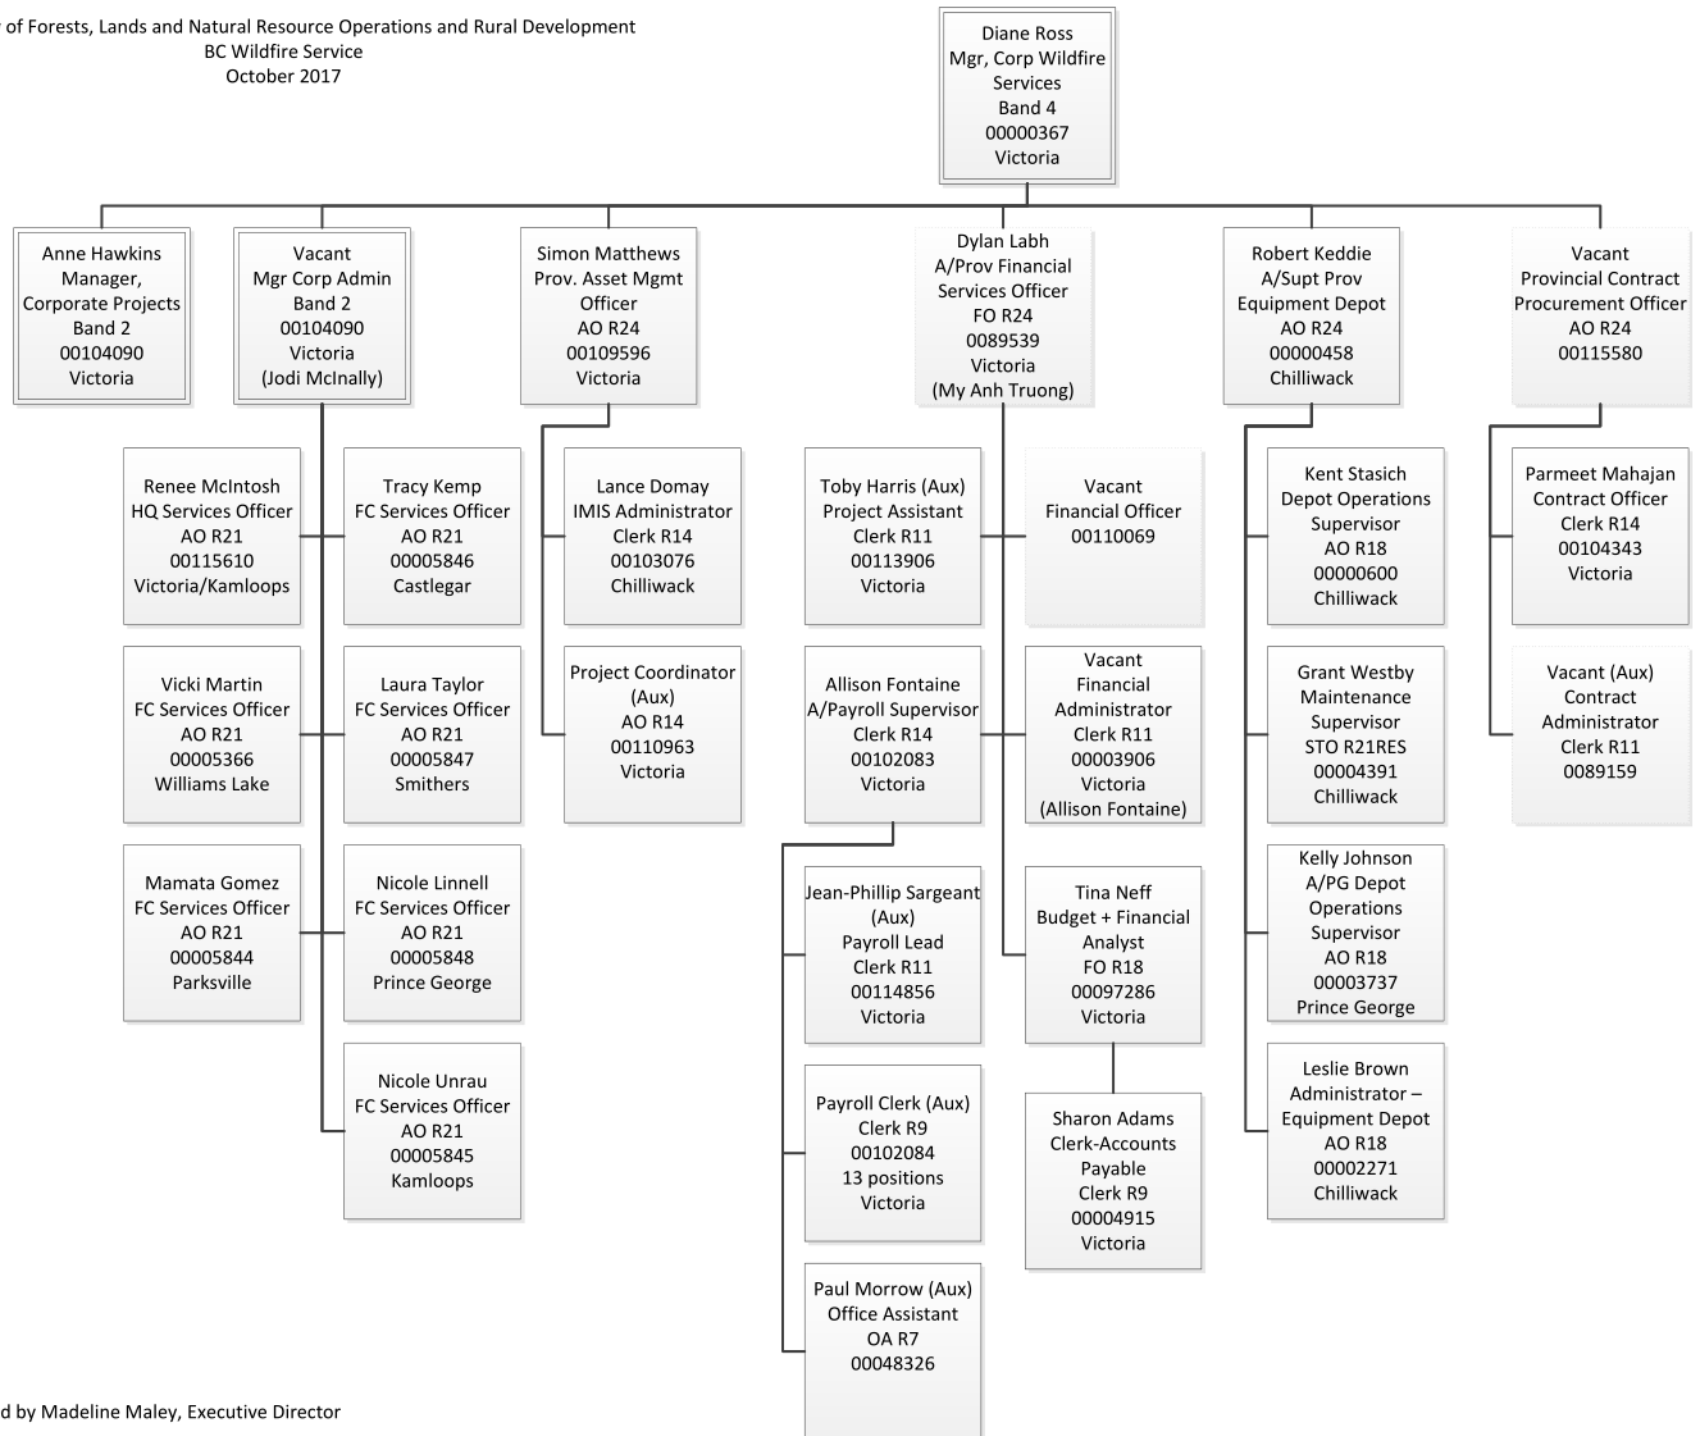 of Forests, Lands and Natural Resource Operations and Rural Development
BC Wildfire Service
October 2017
Diane Ross
Mgr, Corp Wildfire
Services
Band 4
00000367
Victoria
Anne Hawkins
Manager,
Corporate Projects
Band 2
00104090
Victoria
Vacant
Mgr Corp Admin
Band 2
00104090
Victoria
(Jodi McInally)
Simon Matthews
Prov. Asset Mgmt
Officer
AO R24
00109596
Victoria
Dylan Labh
A/Prov Financial
Services Officer
FO R24
0089539
Victoria
(My Anh Truong)
Robert Keddie
A/Supt Prov
Equipment Depot
AO R24
00000458
Chilliwack
Vacant
Provincial Contract
Procurement Officer
AO R24
00115580
Renee McIntosh
HQ Services Officer
AO R21
00115610
Victoria/Kamloops
Tracy Kemp
FC Services Officer
AO R21
00005846
Castlegar
Vicki Martin
FC Services Officer
AO R21
00005366
Williams Lake
Laura Taylor
FC Services Officer
AO R21
00005847
Smithers
Mamata Gomez
FC Services Officer
AO R21
00005844
Parksville
Nicole Linnell
FC Services Officer
AO R21
00005848
Prince George
Nicole Unrau
FC Services Officer
AO R21
00005845
Kamloops
Lance Domay
IMIS Administrator
Clerk R14
00103076
Chilliwack
Project Coordinator
(Aux)
AO R14
00110963
Victoria
Toby Harris (Aux)
Project Assistant
Clerk R11
00113906
Victoria
Vacant
Financial Officer
00110069
Allison Fontaine
A/Payroll Supervisor
Clerk R14
00102083
Victoria
Vacant
Financial
Administrator
Clerk R11
00003906
Victoria
(Allison Fontaine)
Jean-Phillip Sargeant
(Aux)
Payroll Lead
Clerk R11
00114856
Victoria
Payroll Clerk (Aux)
Clerk R9
00102084
13 positions
Victoria
Paul Morrow (Aux)
Office Assistant
OA R7
00048326
Tina Neff
Budget + Financial
Analyst
FO R18
00097286
Victoria
Sharon Adams
Clerk-Accounts
Payable
Clerk R9
00004915
Victoria
Kent Stasich
Depot Operations
Supervisor
AO R18
00000600
Chilliwack
Grant Westby
Maintenance
Supervisor
STO R21RES
00004391
Chilliwack
Kelly Johnson
A/PG Depot
Operations
Supervisor
AO R18
00003737
Prince George
Leslie Brown
Administrator –
Equipment Depot
AO R18
00002271
Chilliwack
Parmeet Mahajan
Contract Officer
Clerk R14
00104343
Victoria
Vacant (Aux)
Contract
Administrator
Clerk R11
0089159
by Madeline Maley, Executive Director